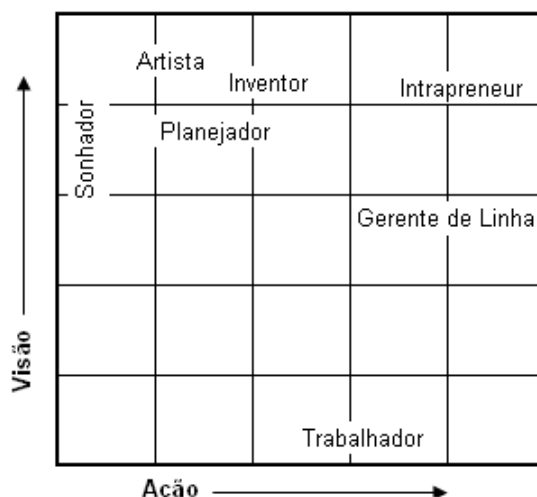 Artista
Inventor
Intrapreneur
Planejador
Sonhador
Gerente de Linha
Trabalhador
Visão
Ação